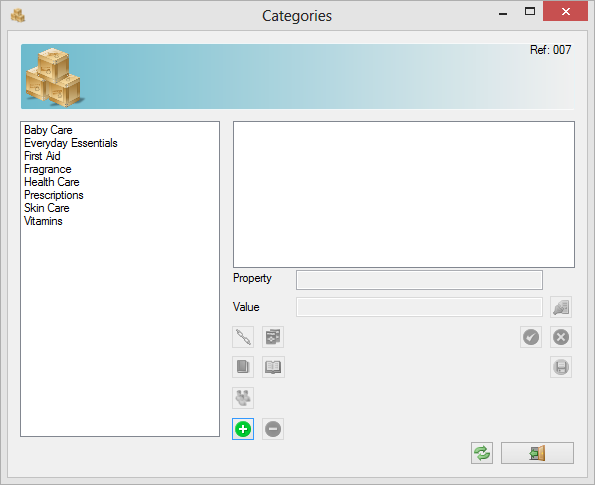 Categories
Ref: 007
Baby Care
Everyday Essentials
First Aid
Fragrance
Health Care
Prescriptions
Skin Care
Vitamins
Property
Value